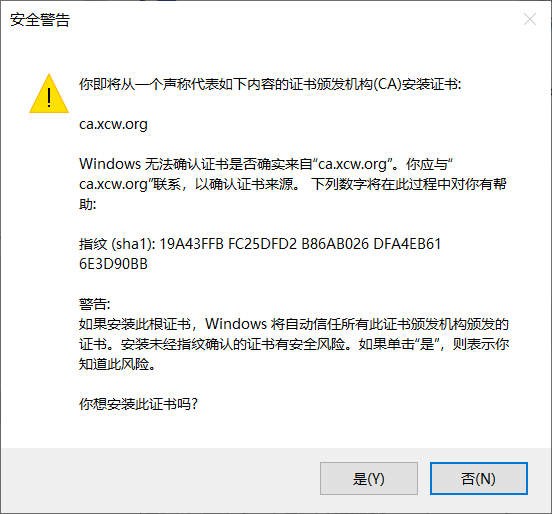 安全警告
你即将从一个声称代表如下内容的证书颁发机构(CA)安装证书:
ca.xcw.org
Windows 无法确认证书是否确实来自“ca.xcw.org”。你应与“
ca.xcw.org”联系，以确认证书来源。 下列数字将在此过程中对你有帮
助:
指纹 (sha1): 19A43FFB FC25DFD2 B86AB026 DFA4EB61
6E3D90BB
警告:
如果安装此根证书，Windows 将自动信任所有此证书颁发机构颁发的
证书。安装未经指纹确认的证书有安全风险。如果单击“是”，则表示你
知道此风险。
你想安装此证书吗?
是(Y)
否(N)